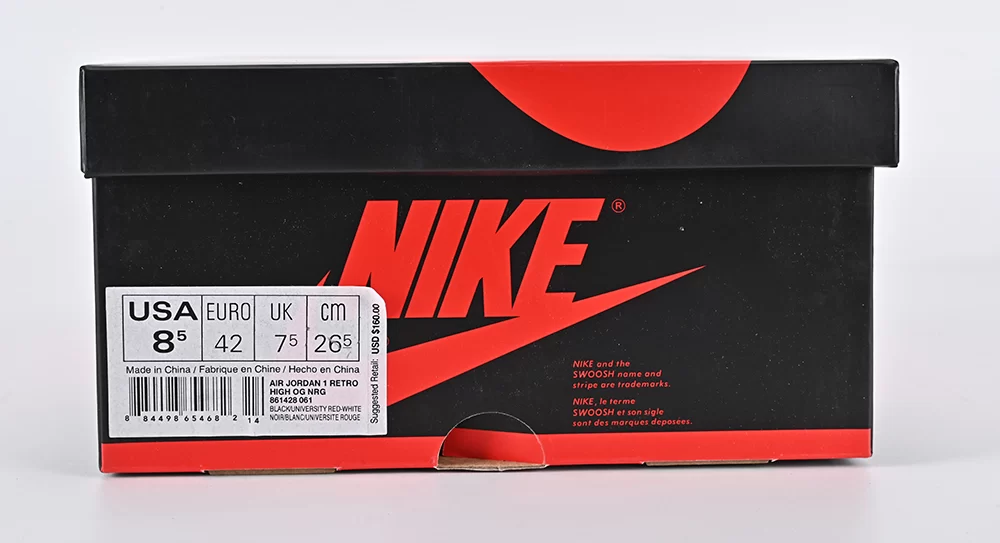 NIKE®
USA EURO UK cm
8⁵ 42 7⁵ 26⁵
Made in China / Fabrique en Chine / Hecho en China
AIR JORDAN 1 RETRO
HIGH OG NRG
861428 061
BLACK/UNIVERSITY RED-WHITE
NOIR/BLANC/UNIVERSITE ROUGE
8 84498 65468 2 14
Suggested Retail: USD $160.00
NIKE and the
SWOOSH name and
stripe are trademarks.
NIKE, le terme
SWOOSH et son sigle
sont des marques deposées.